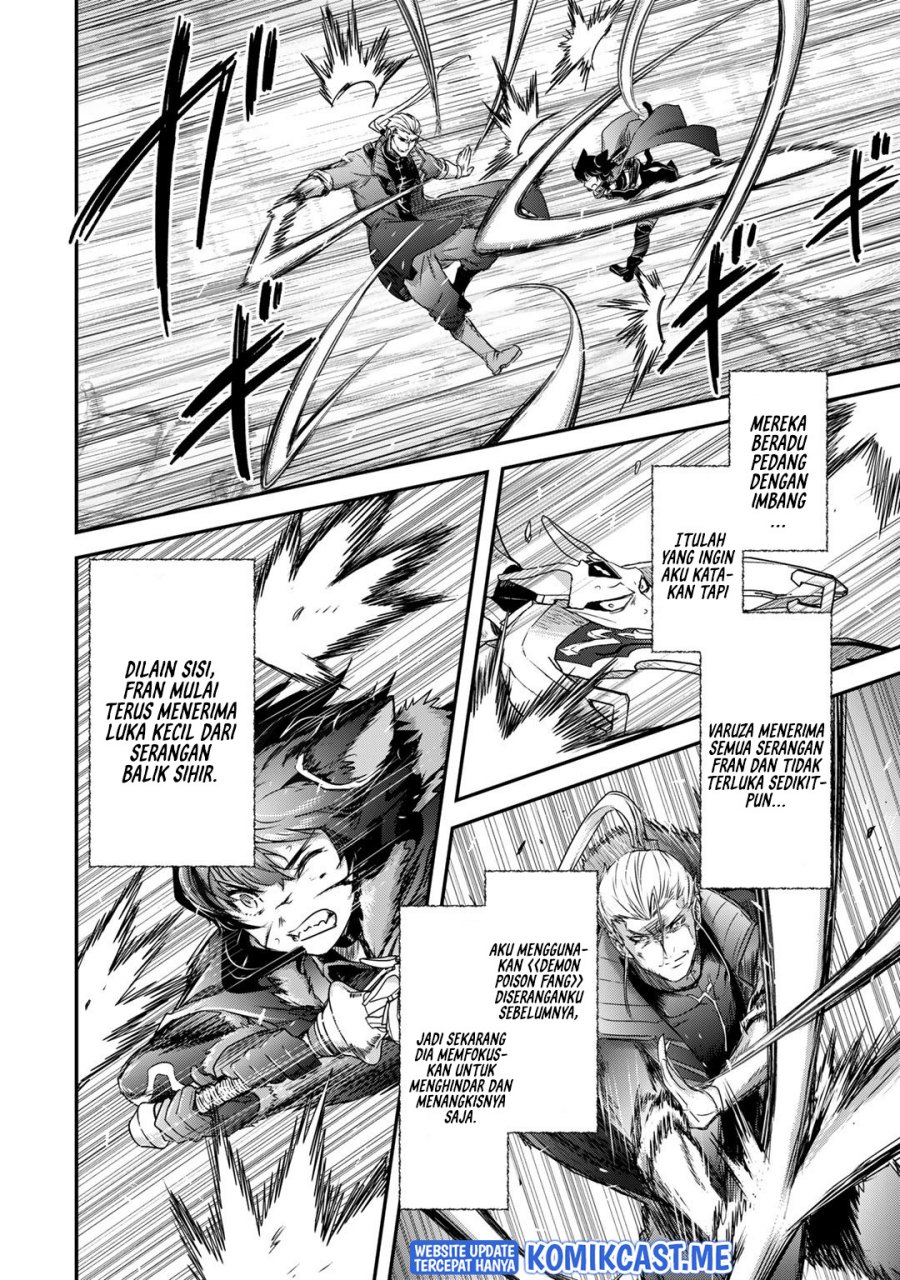 ガギギギ
MEREKA
BERADU
PEDANG
DENGAN
IMBANG
...
ITULAH
YANG INGIN
AKU KATA-
KAN TAPI
VARUZA MENERIMA
SEMUA SERANGAN
FRAN DAN TIDAK
TERLUKA SEDIKIT-
PUN...
DILAIN SISI,
FRAN MULAI
TERUS MENERIMA
LUKA KECIL DARI
SERANGAN
BALIK SIHIR.
AKU MENGGUNA-
KAN <<DEMON
POISON FANG>>
DISERANGANKU
SEBELUMNYA,
JADI SEKARANG
DIA MEMFOKUS-
KAN UNTUK
MENGHINDAR DAN
MENANGKISNYA
SAJA.
WEBSITE UPDATE
TERCEPAT HANYA
KOMIKCAST.ME